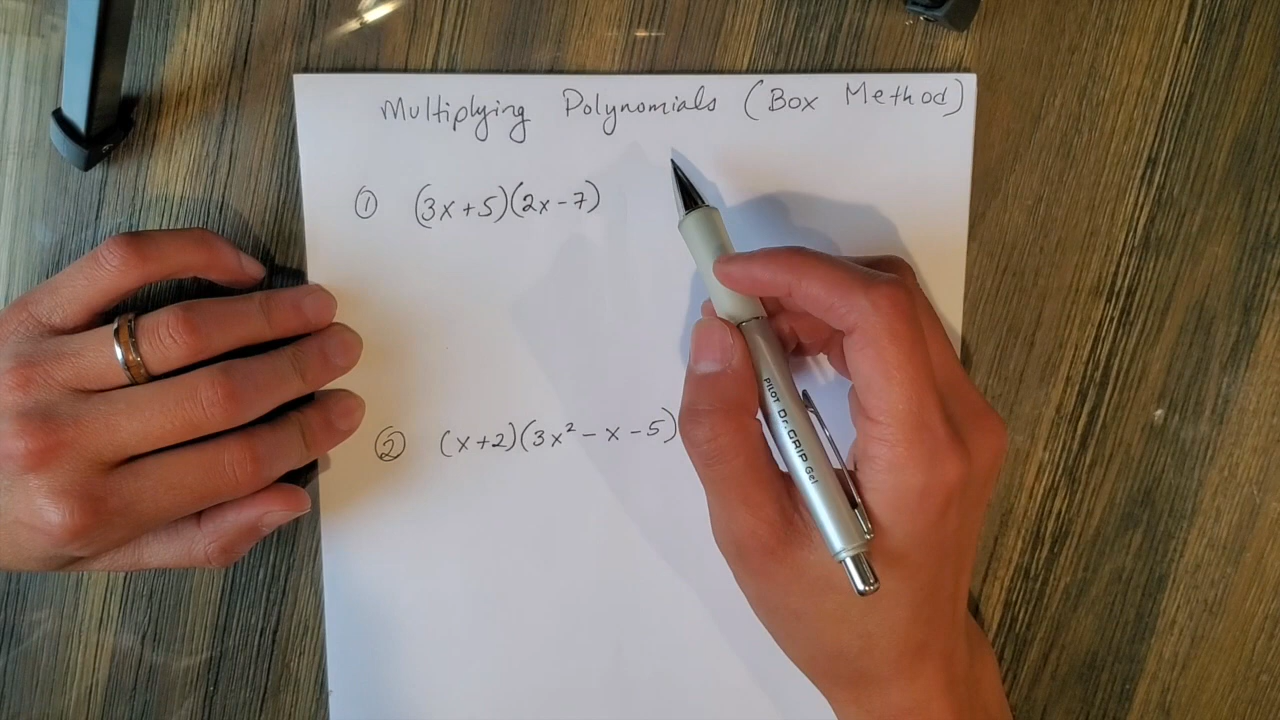 Multiplying Polynomials (Box Method)
① (3x+5)(2x-7)
② (x+2)(3x² - x - 5)
PILOT Dr. GRIP Gel